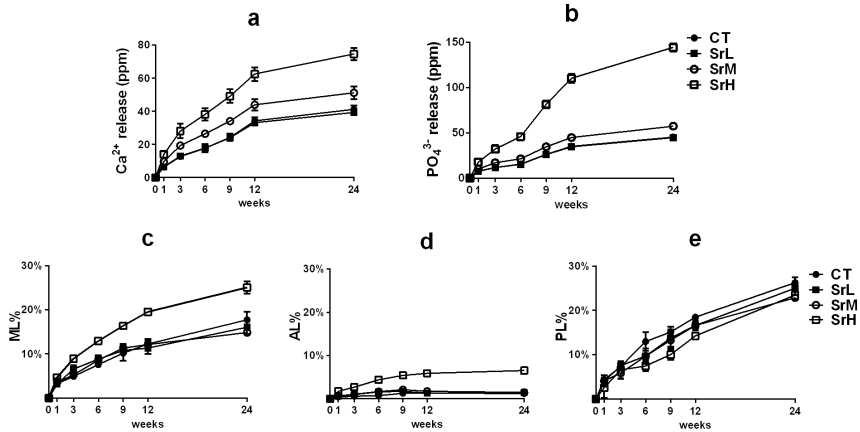 a
Ca2+ release (ppm)
80
60
40
20
0
0 1 3 6 9 12 24
weeks
b
PO43- release (ppm)
150
100
50
0
0 1 3 6 9 12 24
weeks
CT
SrL
SrM
SrH
c
ML%
30%
20%
10%
0 1 3 6 9 12 24
weeks
d
AL%
30%
20%
10%
0 1 3 6 9 12 24
weeks
e
PL%
30%
20%
10%
0 1 3 6 9 12 24
weeks
CT
SrL
SrM
SrH